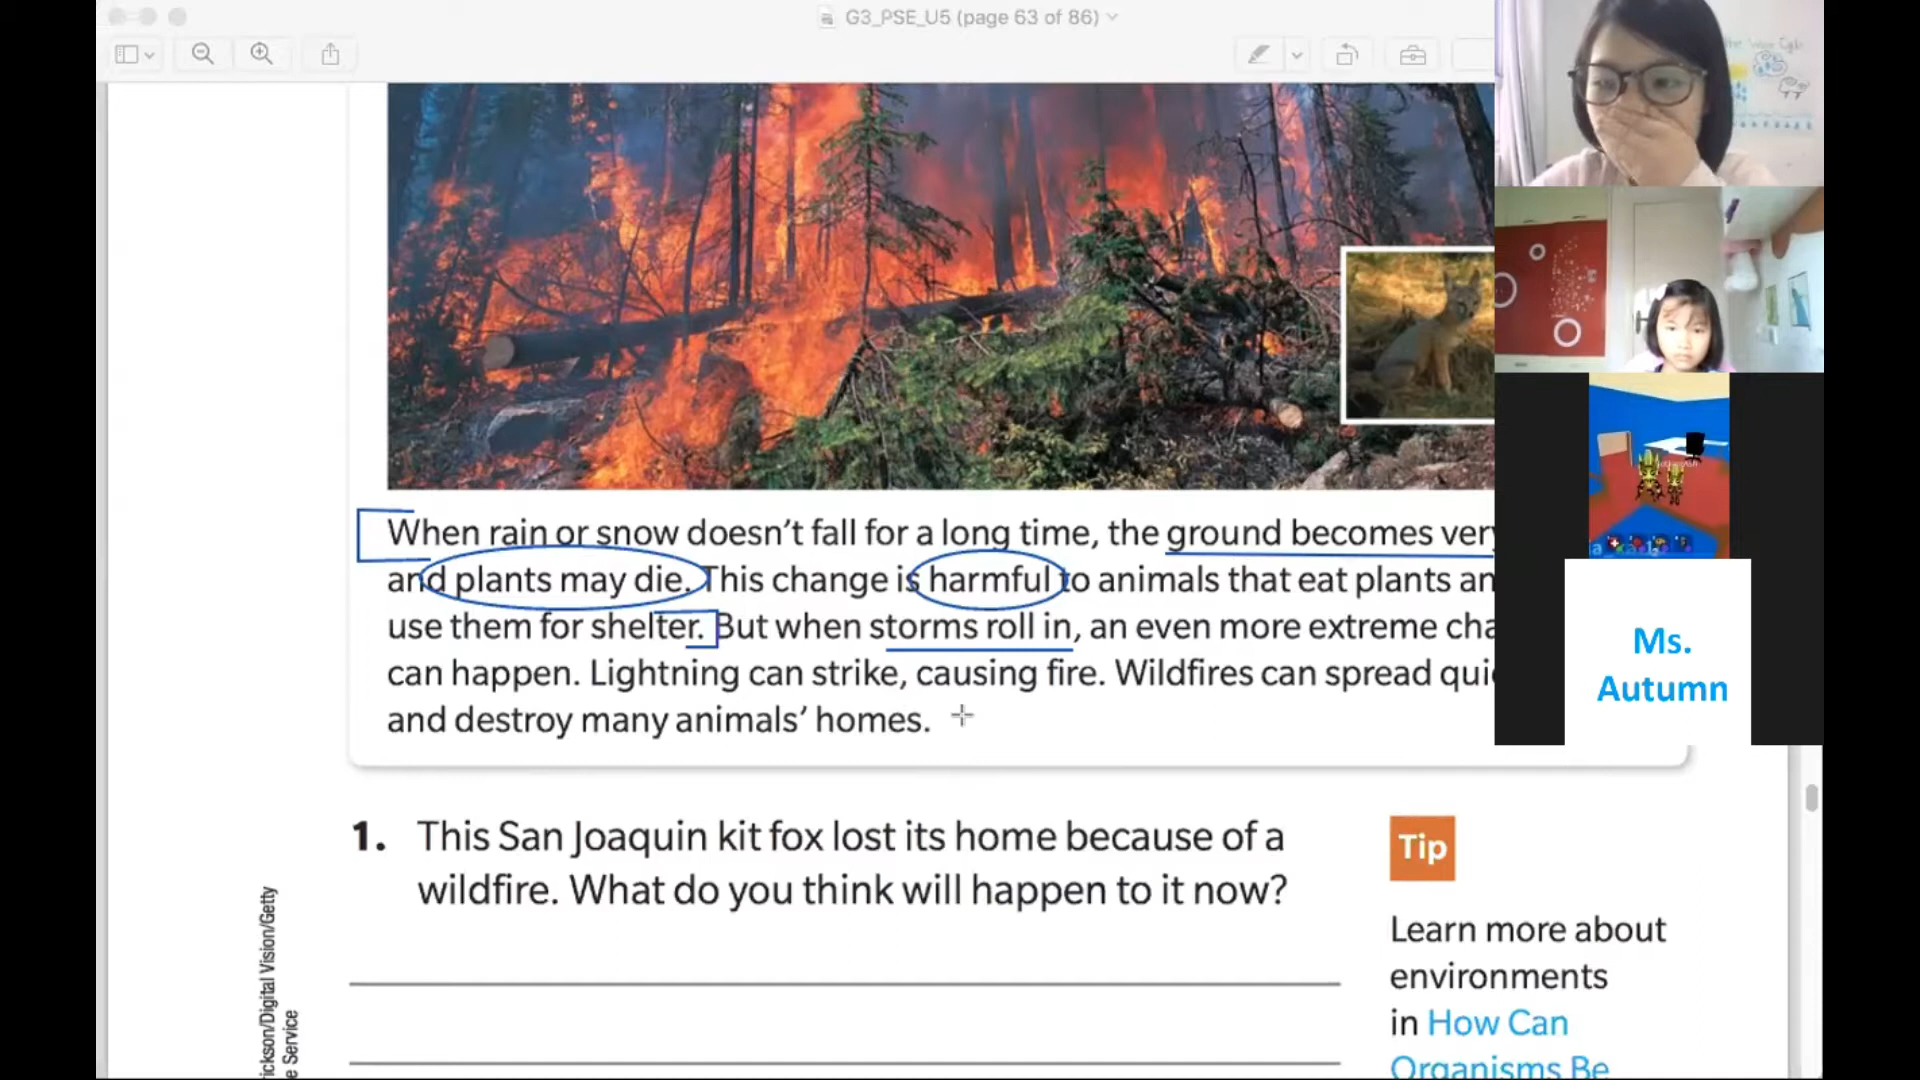 G3_PSE_U5 (page 63 of 86)
When rain or snow doesn't fall for a long time, the ground becomes very
and plants may die. This change is harmful to animals that eat plants an
use them for shelter. But when storms roll in, an even more extreme cha
can happen. Lightning can strike, causing fire. Wildfires can spread qui
and destroy many animals' homes.
1. This San Joaquin kit fox lost its home because of a
wildfire. What do you think will happen to it now?
Tip
Learn more about
environments
in How Can
Organisms Be
rickson/Digital Vision/Getty
e Service
Ms.
Autumn